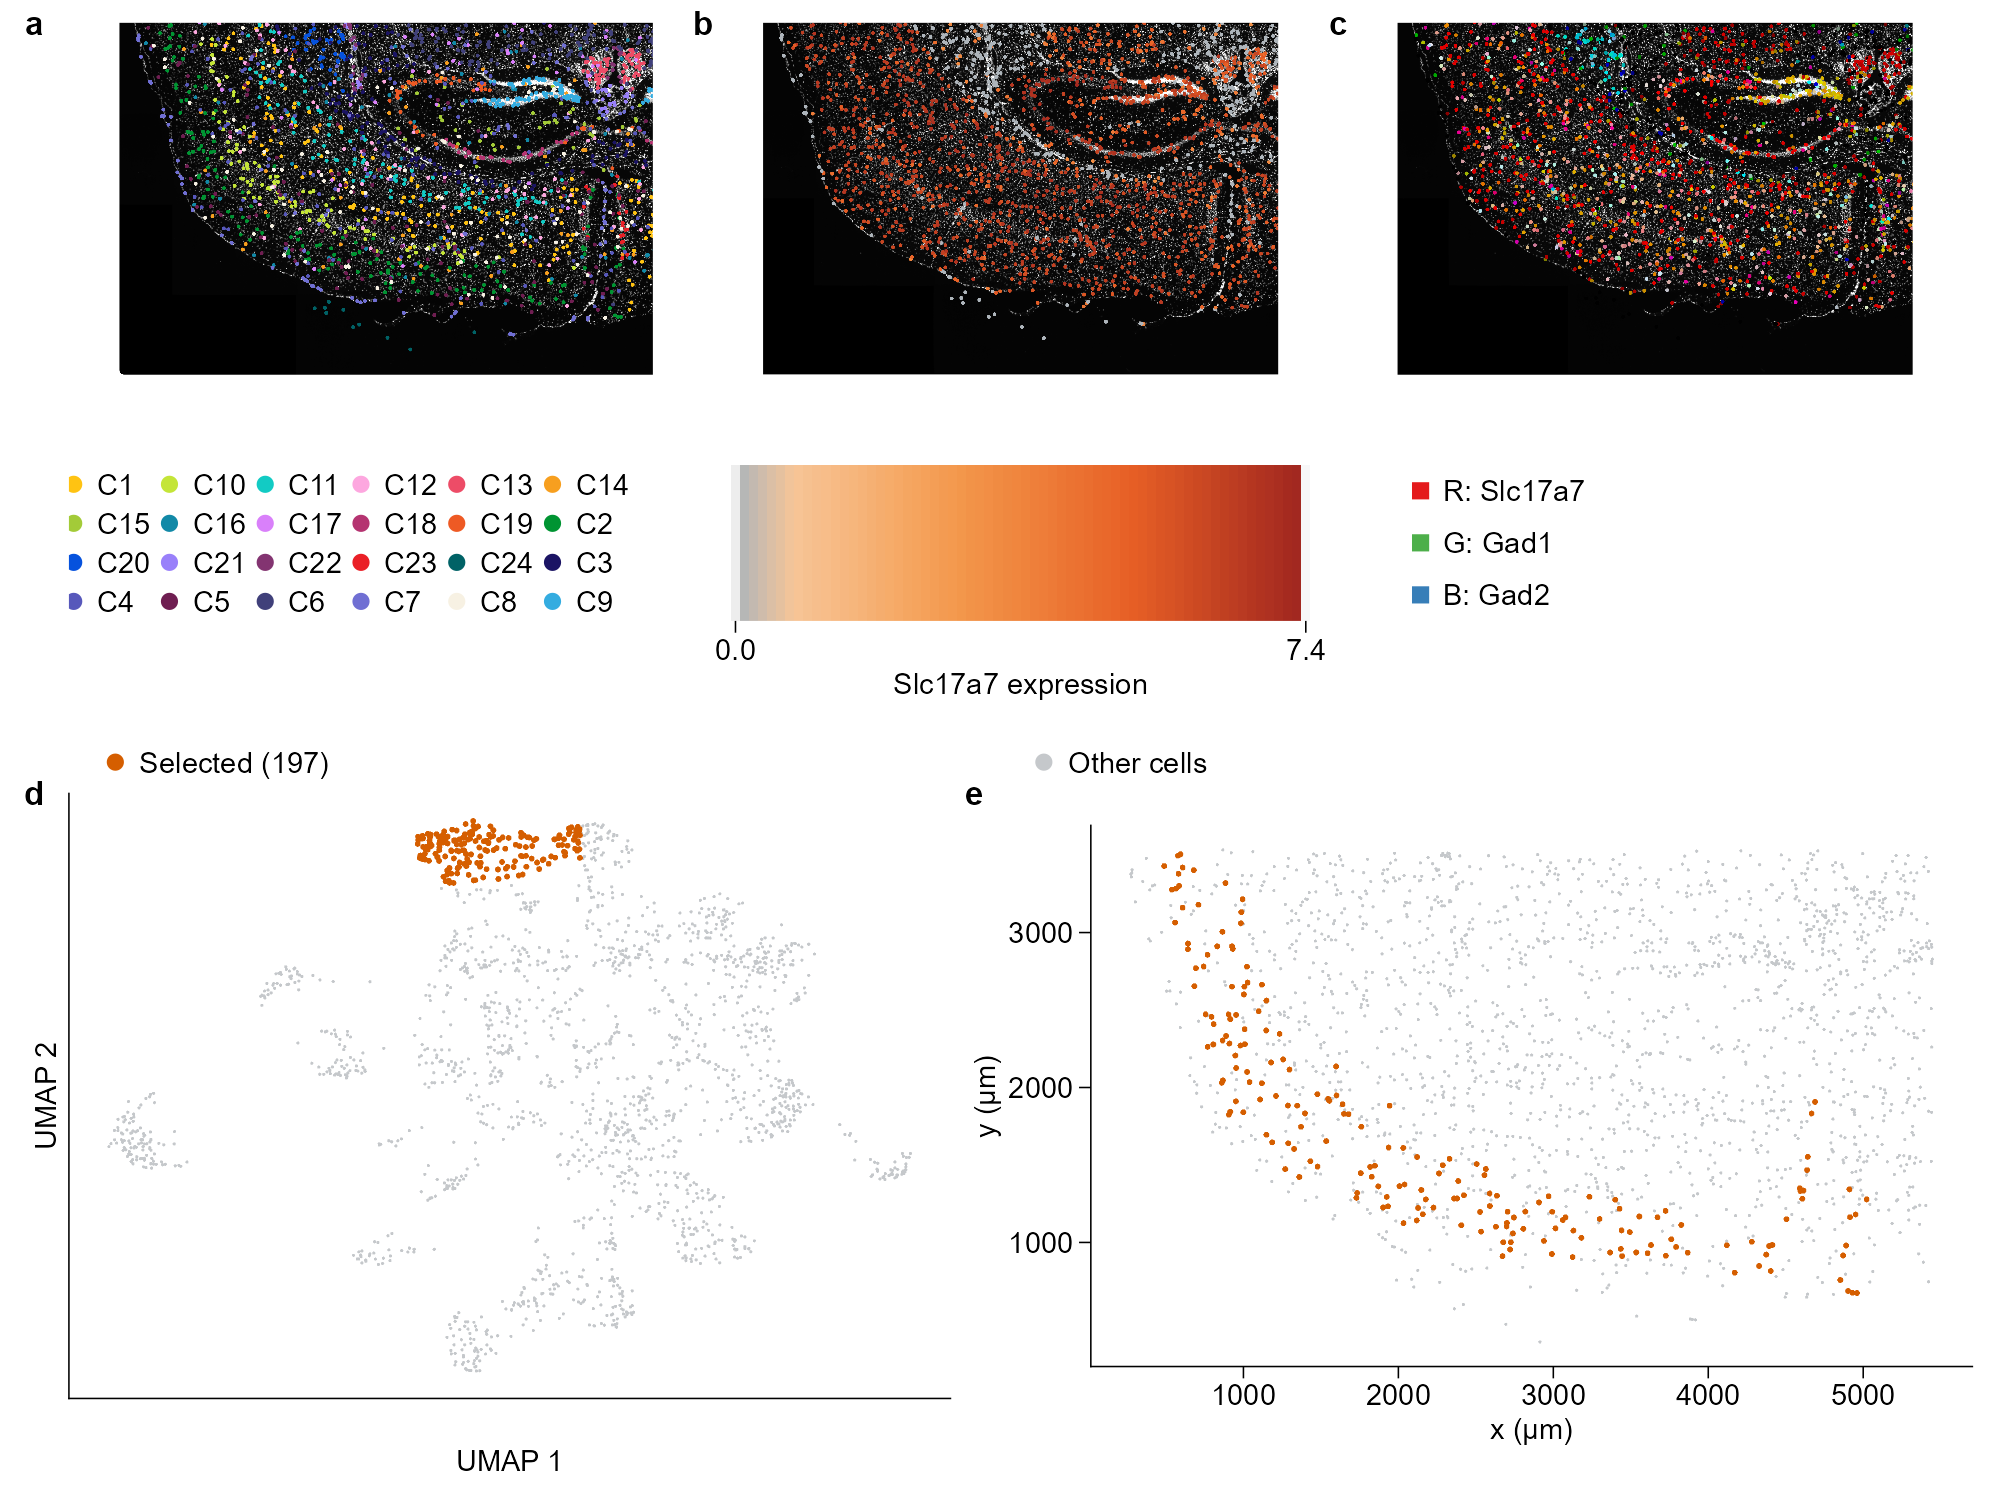 a b c
C1 C10 C11 C12 C13 C14
C15 C16 C17 C18 C19 C2
C20 C21 C22 C23 C24 C3
C4 C5 C6 C7 C8 C9
0.0 7.4
Slc17a7 expression
R: Slc17a7
G: Gad1
B: Gad2
Selected (197) Other cells
d
UMAP 2
UMAP 1
e
3000
2000
1000
y (µm)
1000 2000 3000 4000 5000
x (µm)